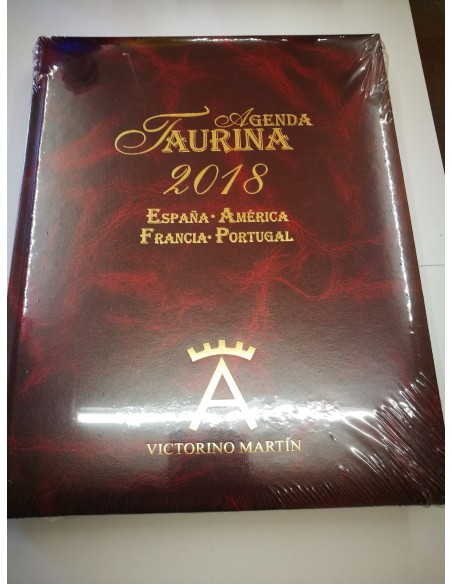 AGENDA
TAURINA
2018
ESPAÑA · AMÉRICA
FRANCIA · PORTUGAL
A
VICTORINO MARTÍN